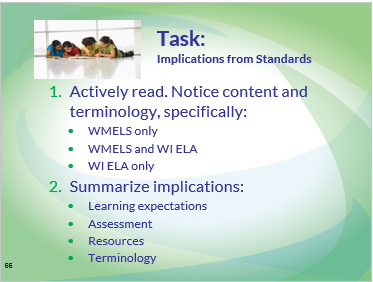 Task:
Implications from Standards
1. Actively read. Notice content and
terminology, specifically:
• WMELS only
• WMELS and WI ELA
• WI ELA only
2. Summarize implications:
• Learning expectations
• Assessment
• Resources
• Terminology
66